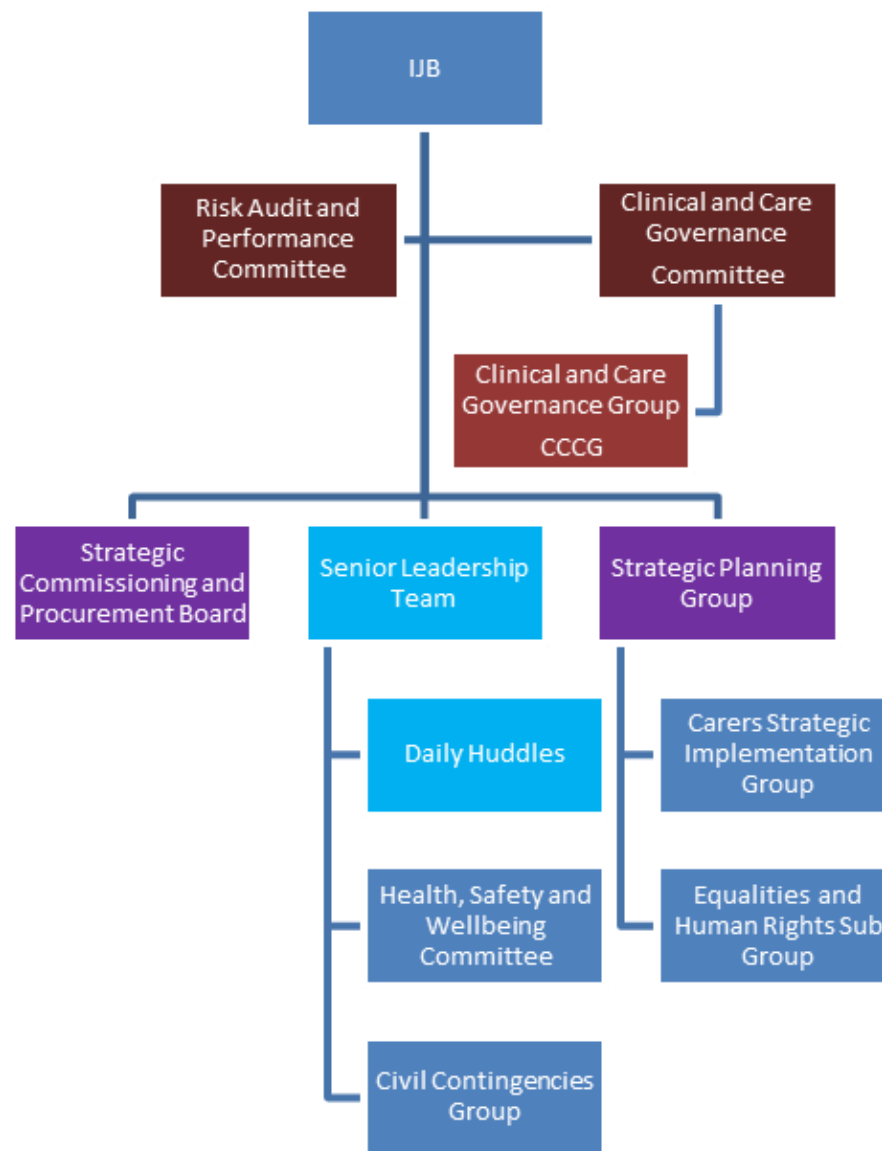 IJB
Risk Audit and
Performance
Committee
Clinical and Care
Governance
Committee
Clinical and Care
Governance Group
CCCG
Strategic
Commissioning and
Procurement Board
Senior Leadership
Team
Strategic Planning
Group
Daily Huddles
Carers Strategic
Implementation
Group
Health, Safety and
Wellbeing
Committee
Equalities and
Human Rights Sub
Group
Civil Contingencies
Group